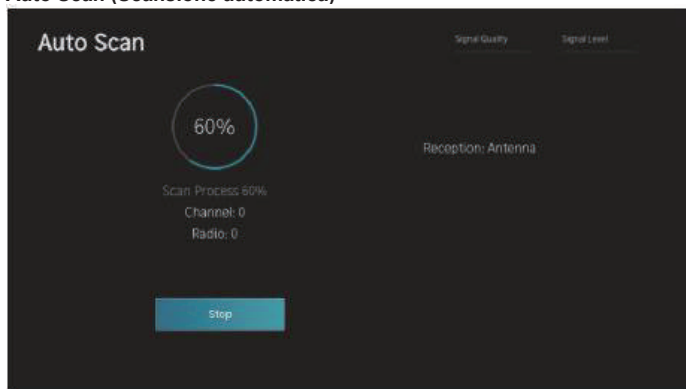 Auto Scan (Scansione automatica)
Auto Scan
Signal Quality Signal Level
60%
Reception: Antenna
Scan Process 60%
Channel: 0
Radio: 0
Stop